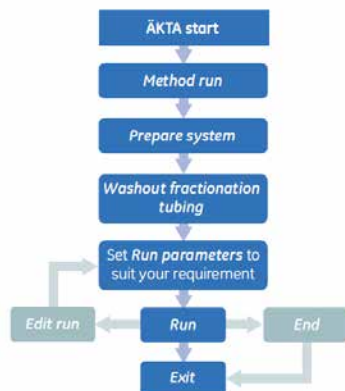 ÄKTA start
Method run
Prepare system
Washout fractionation
tubing
Set Run parameters to
suit your requirement
Edit run
Run
End
Exit